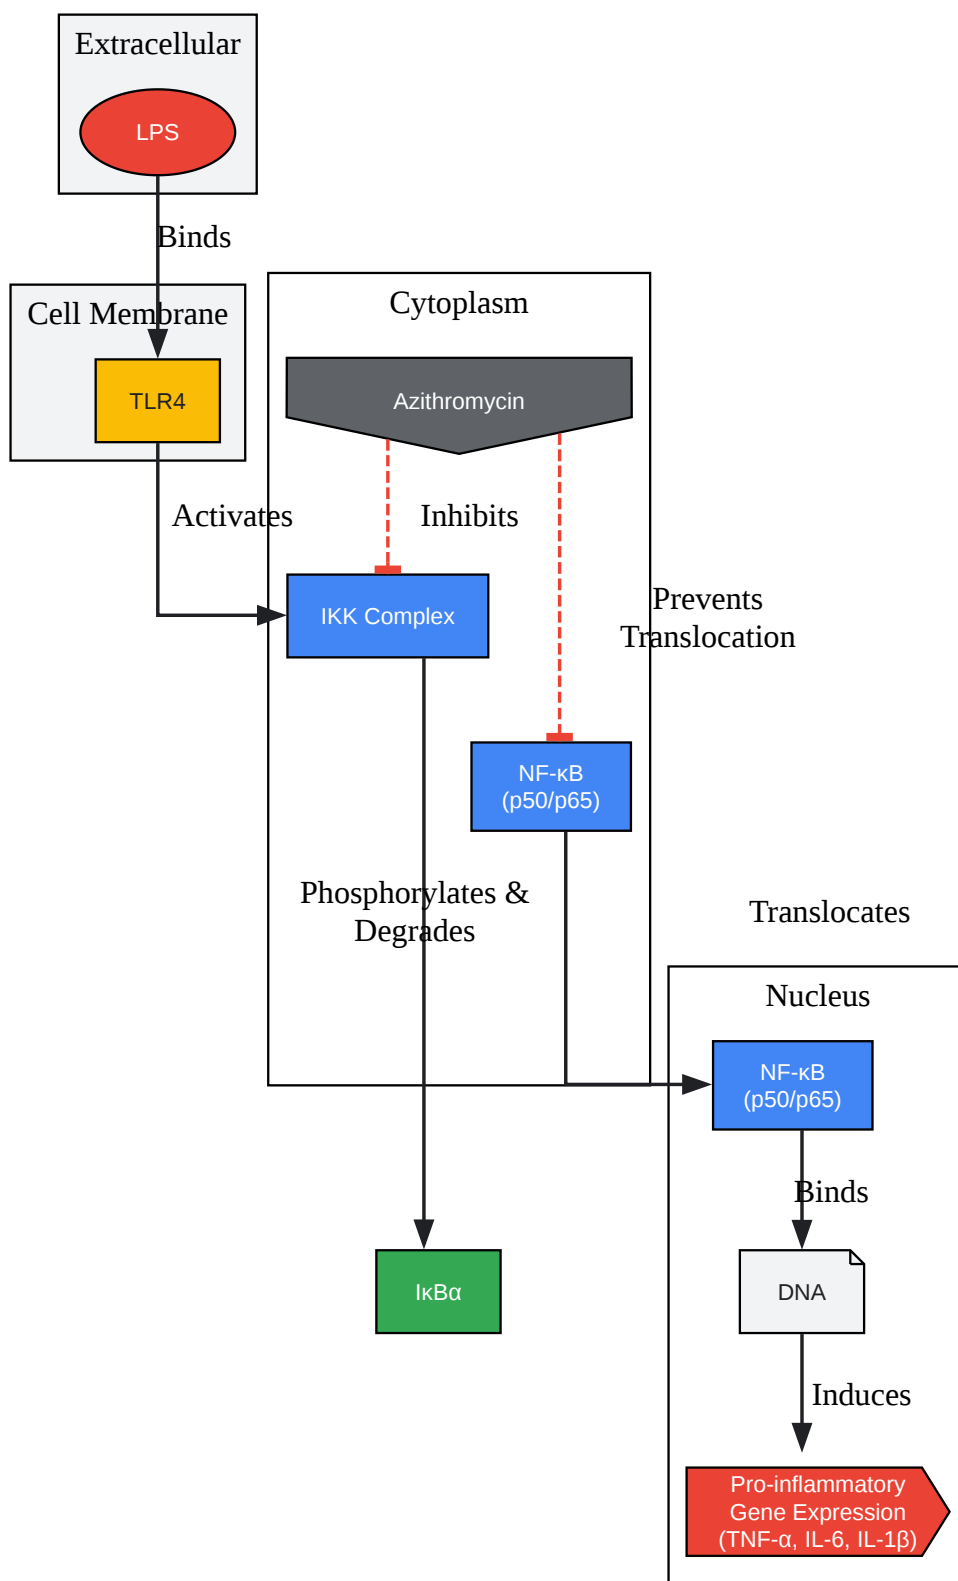 Extracellular
LPS
Binds
Cell Membrane
TLR4
Cytoplasm
Azithromycin
Activates
Inhibits
IKK Complex
Prevents
Translocation
NF-κB
(p50/p65)
Phosphorylates &
Degrades
Translocates
Nucleus
NF-κB
(p50/p65)
Binds
IκBα
DNA
Induces
Pro-inflammatory
Gene Expression
(TNF-α, IL-6, IL-1β)